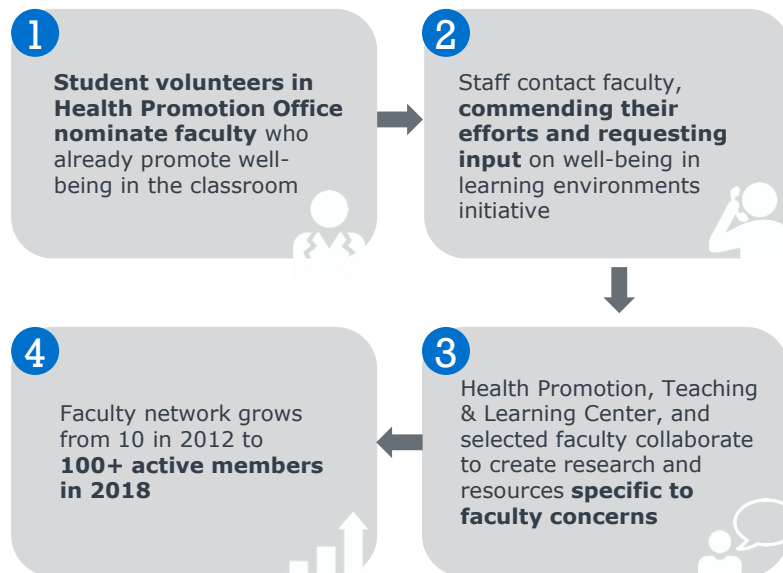 1
Student volunteers in
Health Promotion Office
nominate faculty who
already promote well-
being in the classroom
2
Staff contact faculty,
commending their
efforts and requesting
input on well-being in
learning environments
initiative
3
Health Promotion, Teaching
& Learning Center, and
selected faculty collaborate
to create research and
resources specific to
faculty concerns
4
Faculty network grows
from 10 in 2012 to
100+ active members
in 2018